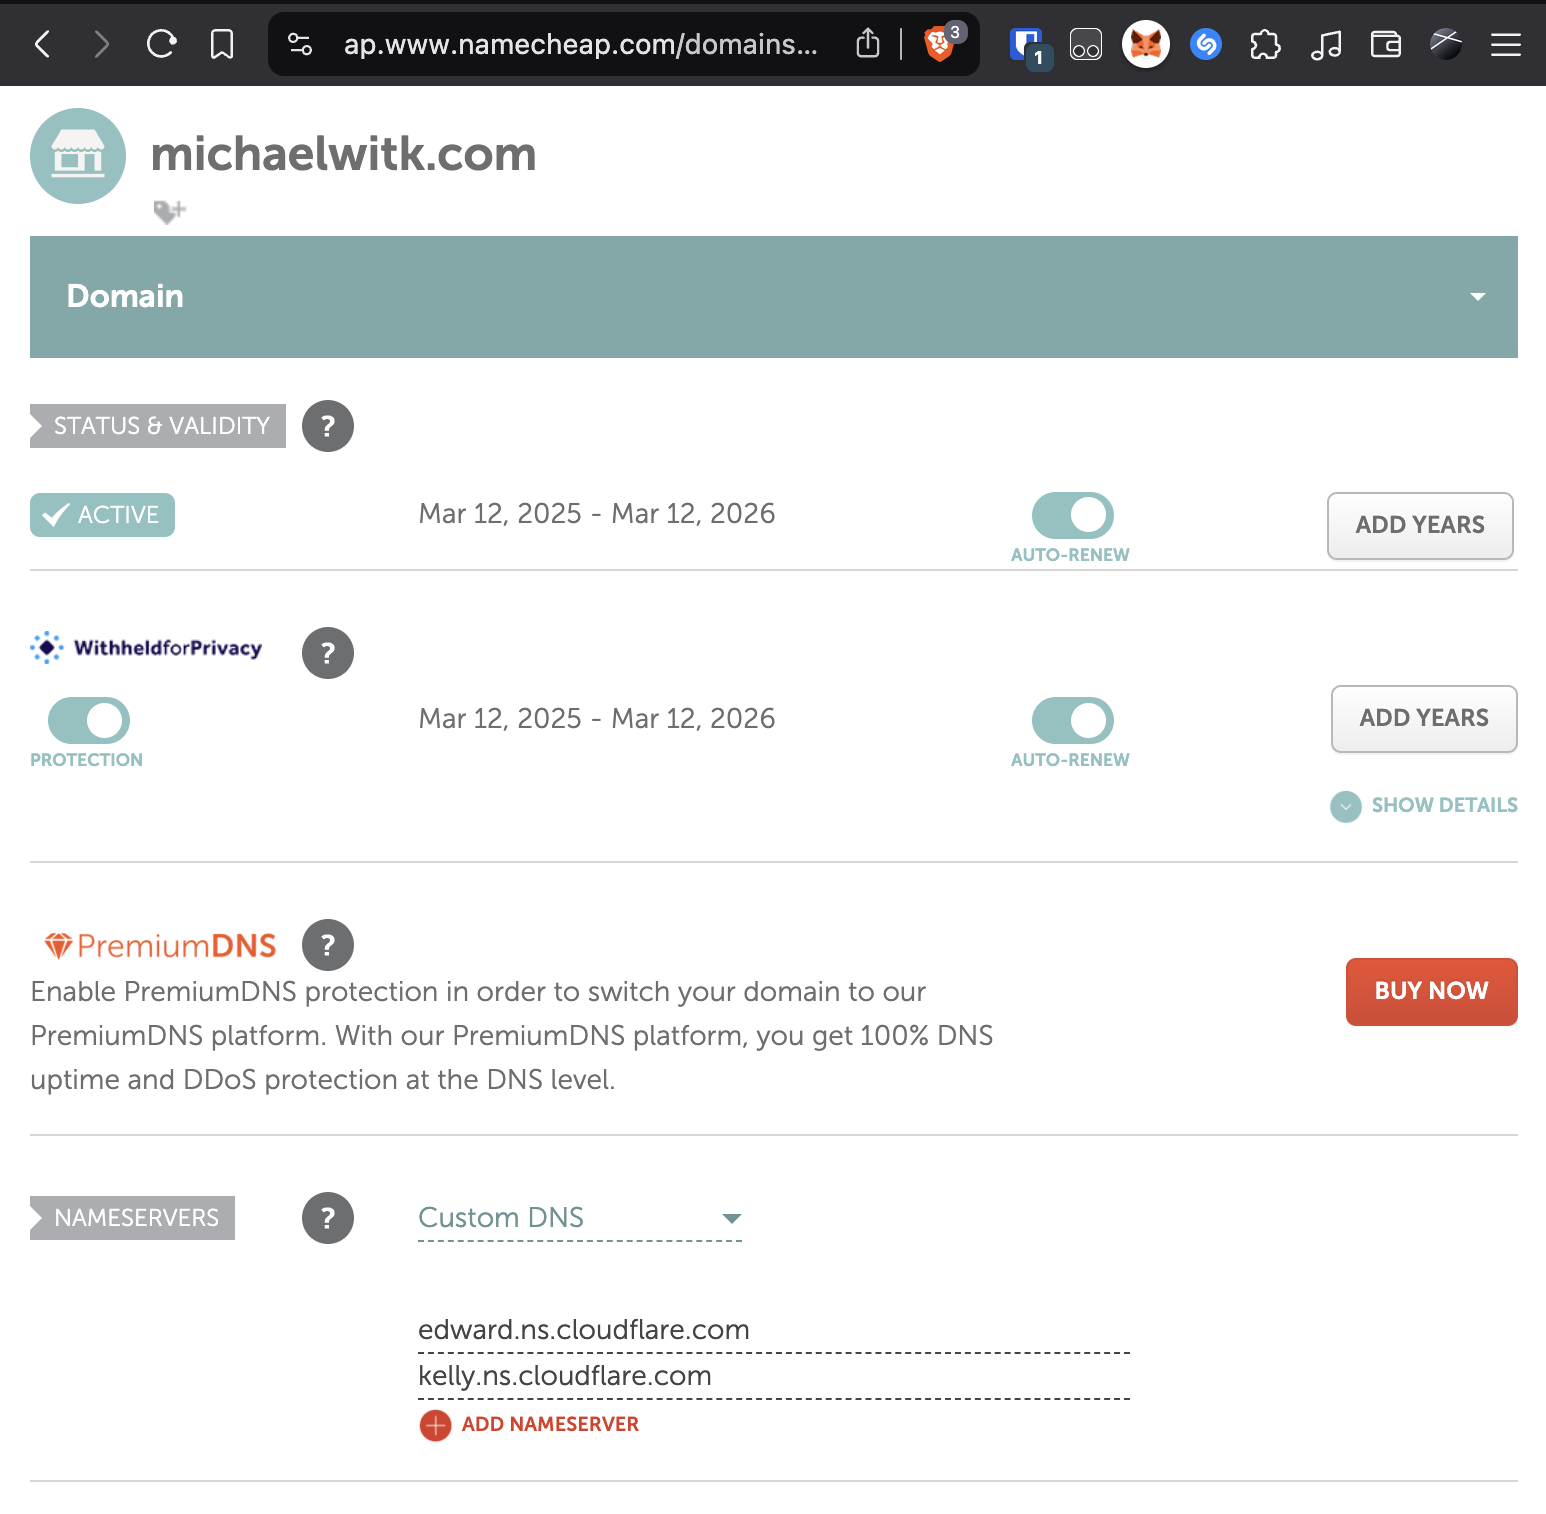 ap.www.namecheap.com/domains...
3
1
michaelwitk.com
Domain
STATUS & VALIDITY
?
ACTIVE
Mar 12, 2025 - Mar 12, 2026
AUTO-RENEW
ADD YEARS
WithheldforPrivacy
?
PROTECTION
Mar 12, 2025 - Mar 12, 2026
AUTO-RENEW
ADD YEARS
SHOW DETAILS
PremiumDNS
?
Enable PremiumDNS protection in order to switch your domain to our
PremiumDNS platform. With our PremiumDNS platform, you get 100% DNS
uptime and DDoS protection at the DNS level.
BUY NOW
NAMESERVERS
?
Custom DNS
edward.ns.cloudflare.com
kelly.ns.cloudflare.com
ADD NAMESERVER